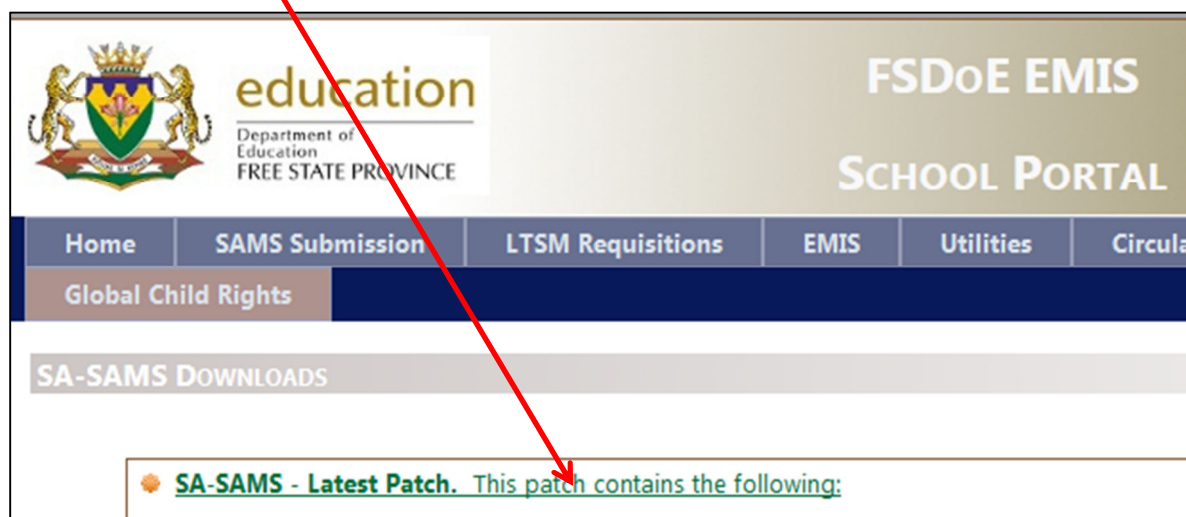 education
Department of
Education
FREE STATE PROVINCE
FSDoE EMIS
SCHOOL PORTAL
Home SAMS Submission LTSM Requisitions EMIS Utilities Circula
Global Child Rights
SA-SAMS DOWNLOADS
SA-SAMS - Latest Patch. This patch contains the following: